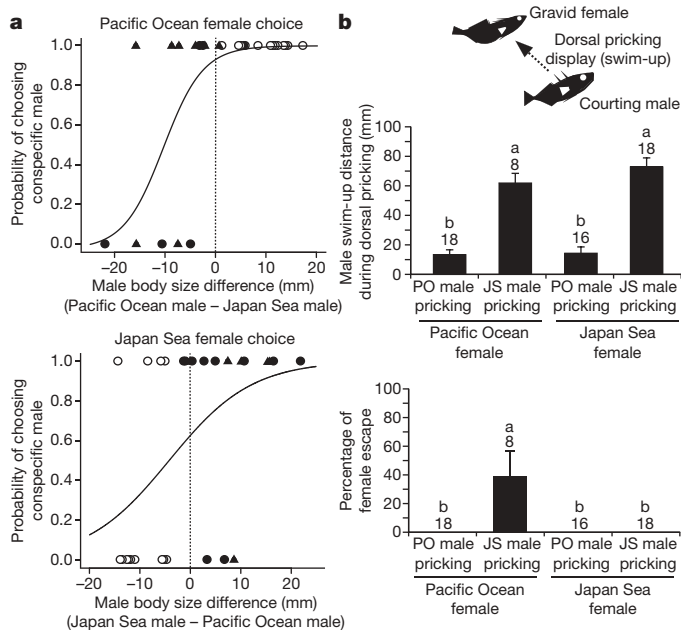 a
Pacific Ocean female choice
Probability of choosing
conspecific male
1.0
0.8
0.6
0.4
0.2
0.0
−20 −10 0 10 20
Male body size difference (mm)
(Pacific Ocean male – Japan Sea male)
Japan Sea female choice
Probability of choosing
conspecific male
1.0
0.8
0.6
0.4
0.2
0.0
−20 −10 0 10 20
Male body size difference (mm)
(Japan Sea male – Pacific Ocean male)
b
Gravid female
Dorsal pricking
display (swim-up)
Courting male
Male swim-up distance
during dorsal pricking (mm)
100
80
60
40
20
0
b a b a
18 8 16 18
PO male JS male PO male JS male
pricking pricking pricking pricking
Pacific Ocean Japan Sea
female female
Percentage of
female escape
100
80
60
40
20
0
b a b b
18 8 16 18
PO male JS male PO male JS male
pricking pricking pricking pricking
Pacific Ocean Japan Sea
female female